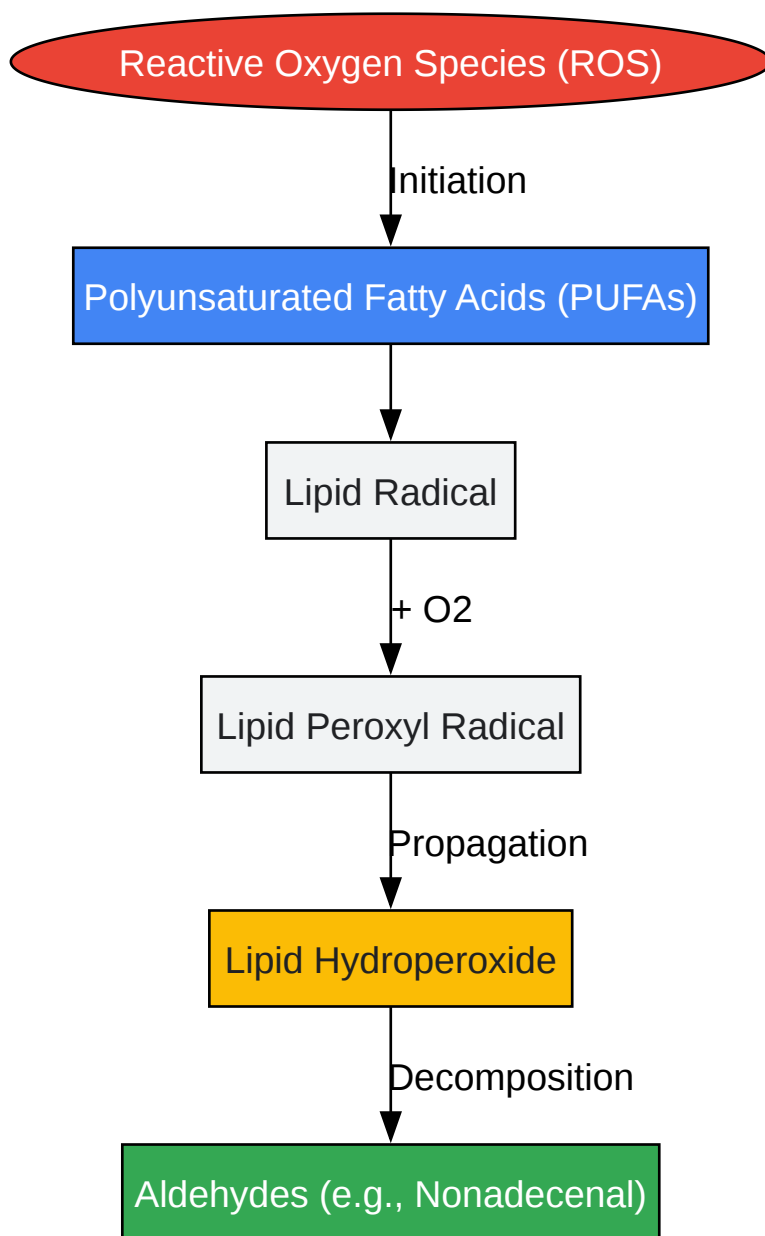 Reactive Oxygen Species (ROS)
Initiation
Polyunsaturated Fatty Acids (PUFAs)
Lipid Radical
+ O2
Lipid Peroxyl Radical
Propagation
Lipid Hydroperoxide
Decomposition
Aldehydes (e.g., Nonadecenal)